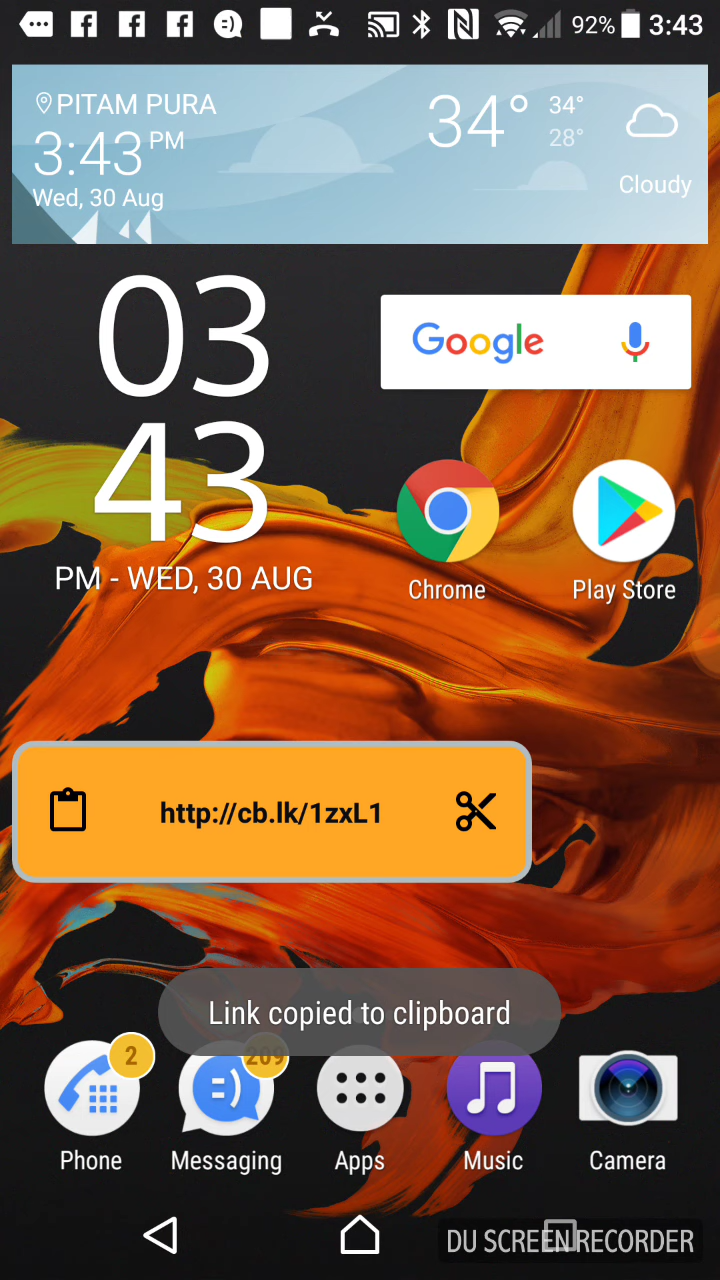 92% 3:43
PITAM PURA
3:43 PM
Wed, 30 Aug
34° 34°
28°
Cloudy
03
43
PM - WED, 30 AUG
Google
Chrome
Play Store
http://cb.lk/1zxL1
Link copied to clipboard
2
209
Phone
Messaging
Apps
Music
Camera
DU SCREEN RECORDER